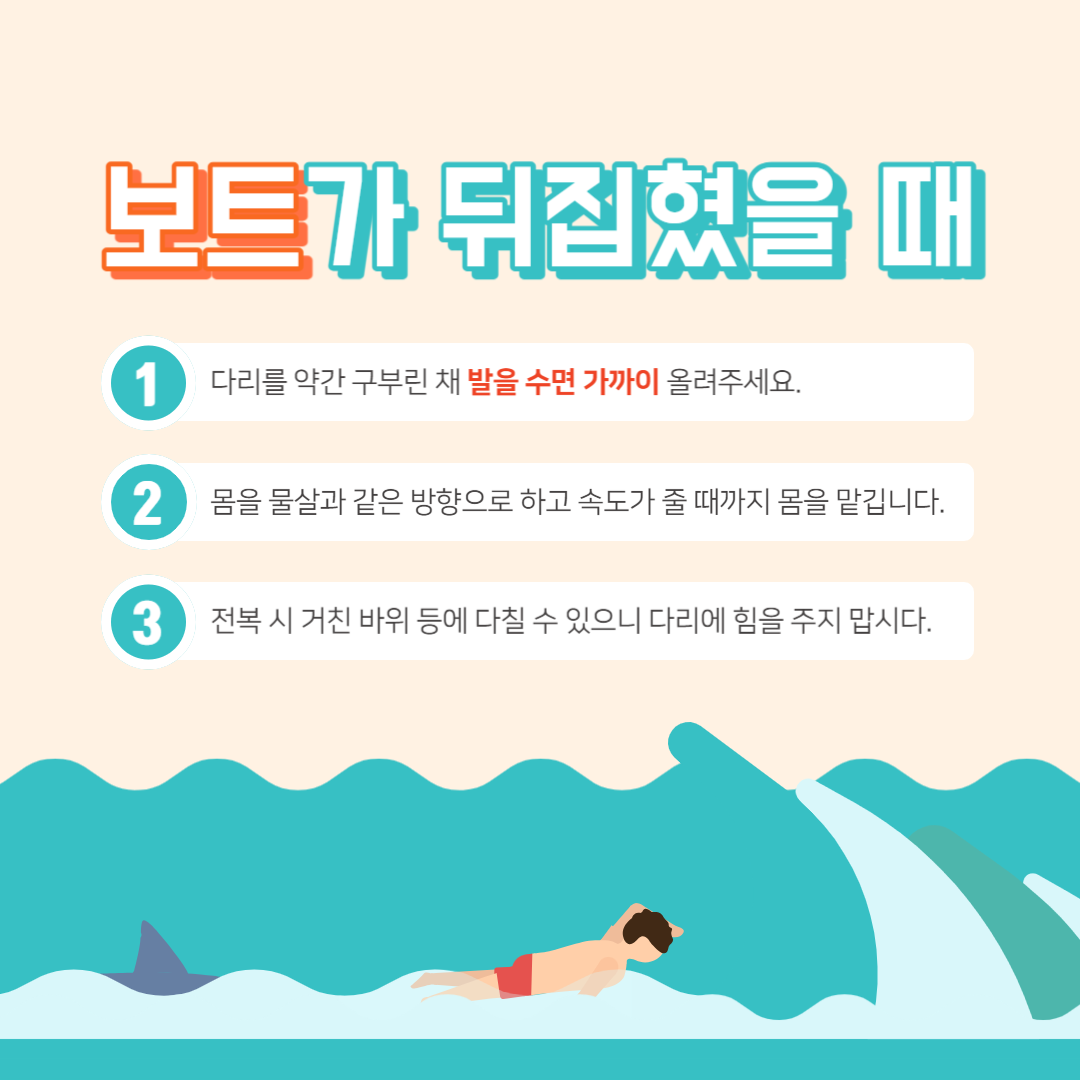 보트가 뒤집혔을 때
1 다리를 약간 구부린 채 발을 수면 가까이 올려주세요.
2 몸을 물살과 같은 방향으로 하고 속도가 줄 때까지 몸을 맡깁니다.
3 전복 시 거친 바위 등에 다칠 수 있으니 다리에 힘을 주지 맙시다.